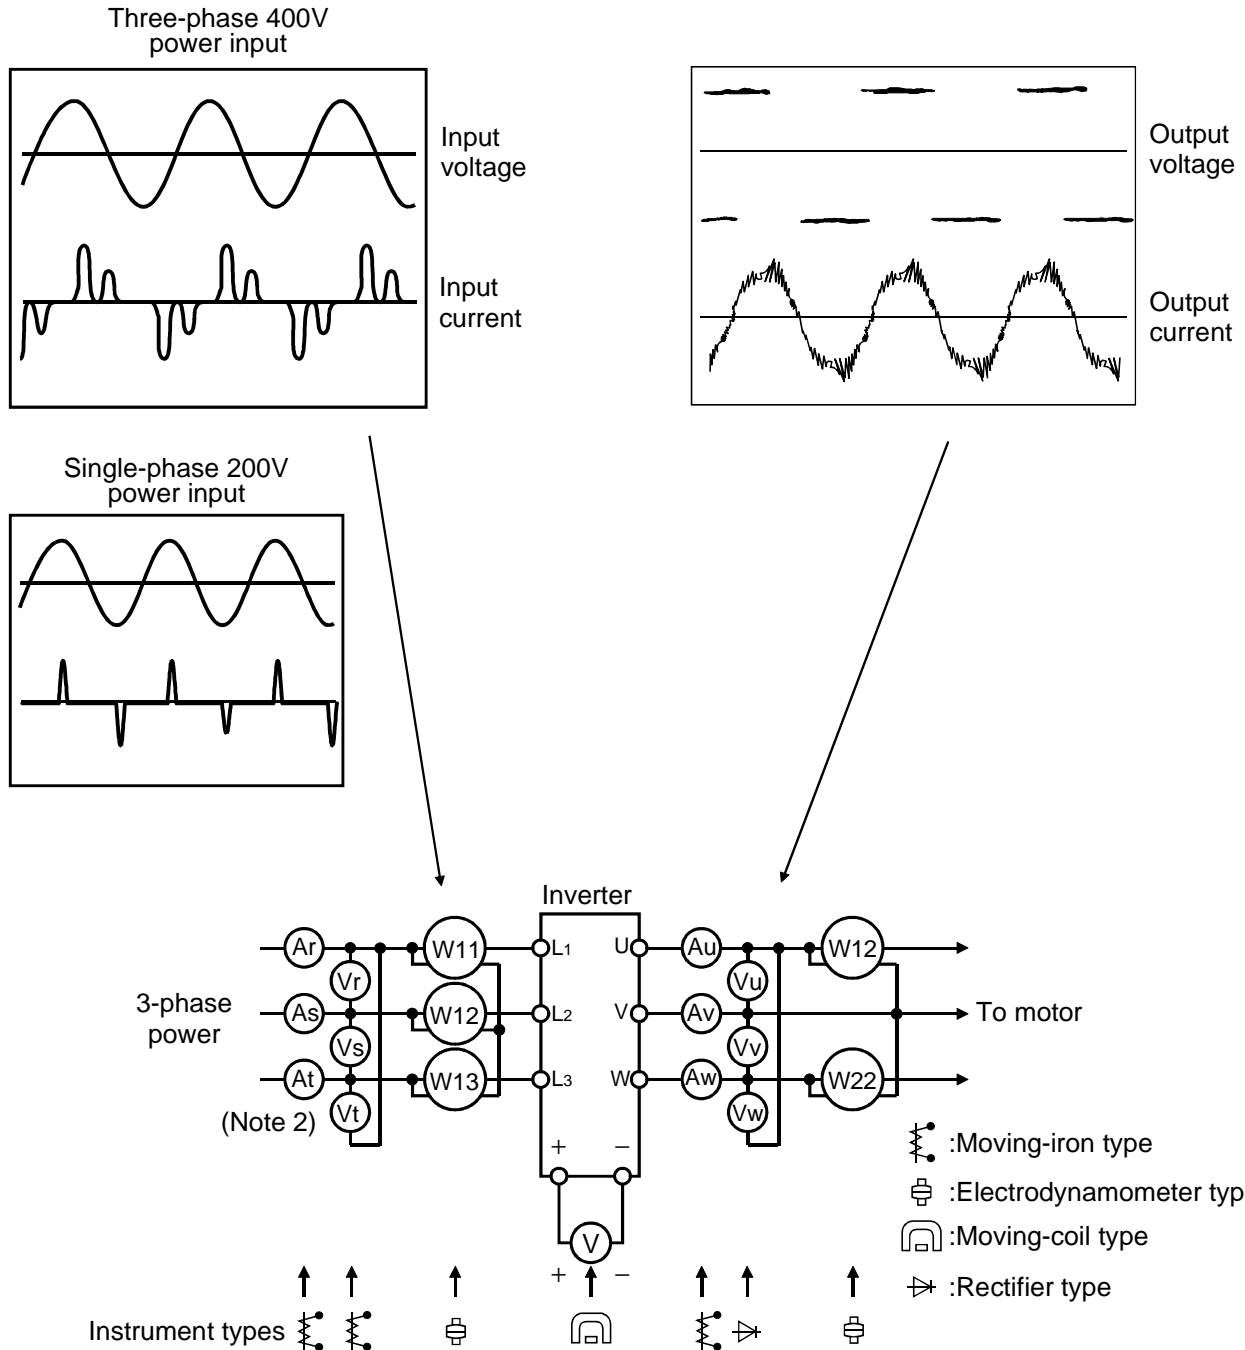 Three-phase 400V
power input
Input
voltage
Input
current
Output
voltage
Output
current
Single-phase 200V
power input
Inverter
Ar
W11
L1
U
Au
W12
Vr
Vu
3-phase
power
As
W12
L2
V
Av
To motor
Vs
Vv
At
W13
L3
W
Aw
W22
(Note 2)
Vt
Vw
+ −
:Moving-iron type
:Electrodynamometer typ
V
:Moving-coil type
+ −
:Rectifier type
Instrument types